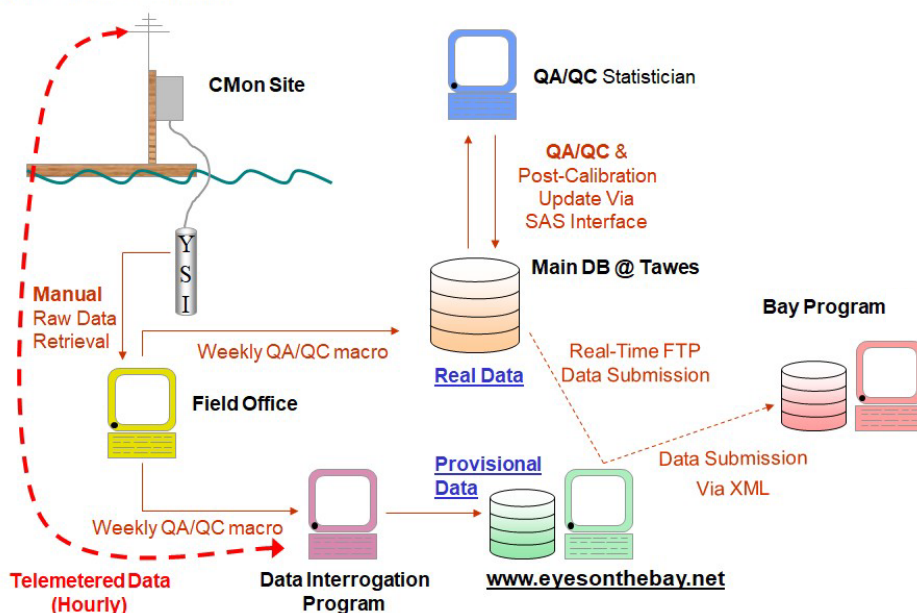 CMon Site
QA/QC Statistician
QA/QC &
Post-Calibration
Update Via
SAS Interface
Y
S
I
Manual
Raw Data
Retrieval
Main DB @ Tawes
Bay Program
Weekly QA/QC macro
Real-Time FTP
Data Submission
Real Data
Field Office
Provisional
Data
Data Submission
Via XML
Weekly QA/QC macro
Telemetered Data
(Hourly)
Data Interrogation
Program
www.eyesonthebay.net